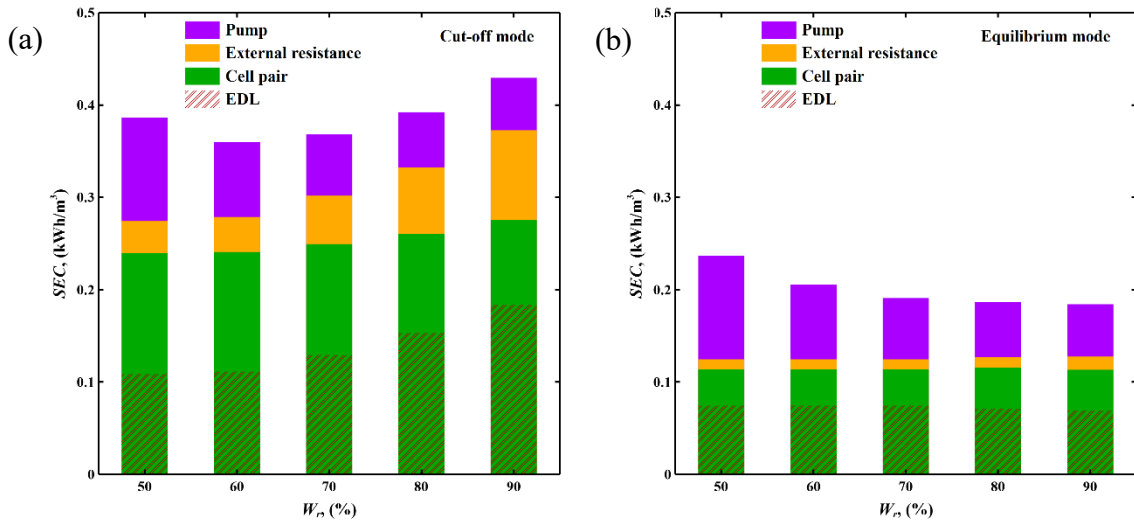 (a)
0.5
0.4
0.3
0.2
0.1
0
SEC, (kWh/m³)
Pump
External resistance
Cell pair
EDL
Cut-off mode
50 60 70 80 90
Wr, (%)
(b)
0.5
0.4
0.3
0.2
0.1
0
SEC, (kWh/m³)
Pump
External resistance
Cell pair
EDL
Equilibrium mode
50 60 70 80 90
Wr, (%)